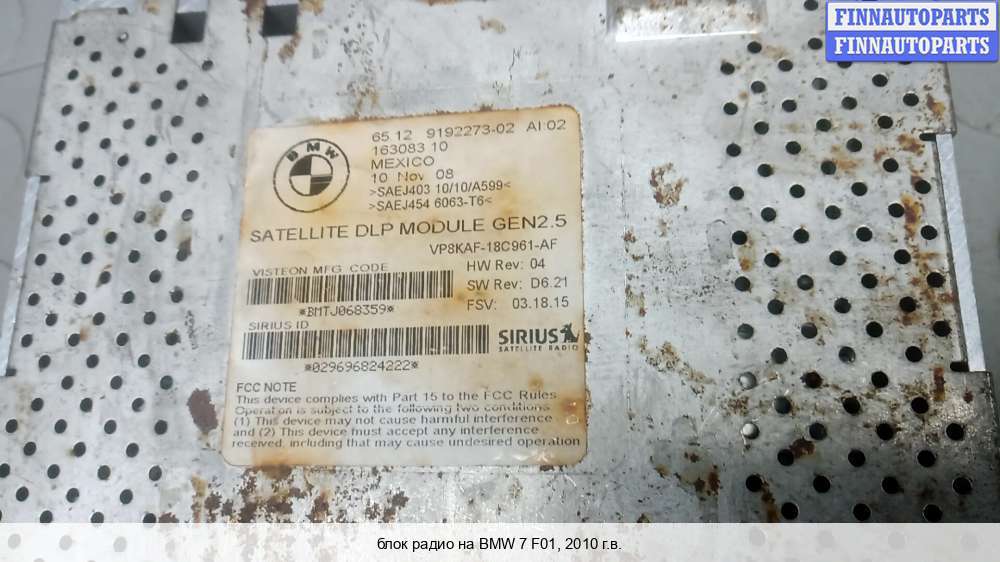 FINNAUTOPARTS
FINNAUTOPARTS
BMW
65.12 9192273-02 AI:02
163083 10
MEXICO
10 Nov 08
>SAEJ403 10/10/A599<
>SAEJ454 6063-T6<
SATELLITE DLP MODULE GEN2.5
VP8KAF-18C961-AF
VISTEON MFG CODE
HW Rev: 04
SW Rev: D6.21
*BMTJ068359*
FSV: 03.18.15
SIRIUS ID
SIRIUS
SATELLITE RADIO
*029696824222*
FCC NOTE
This device complies with Part 15 to the FCC Rules
Operation is subject to the following two conditions
(1) This device may not cause harmful interference
and (2) This device must accept any interference
received, including that may cause undesired operation
блок радио на BMW 7 F01, 2010 г.в.